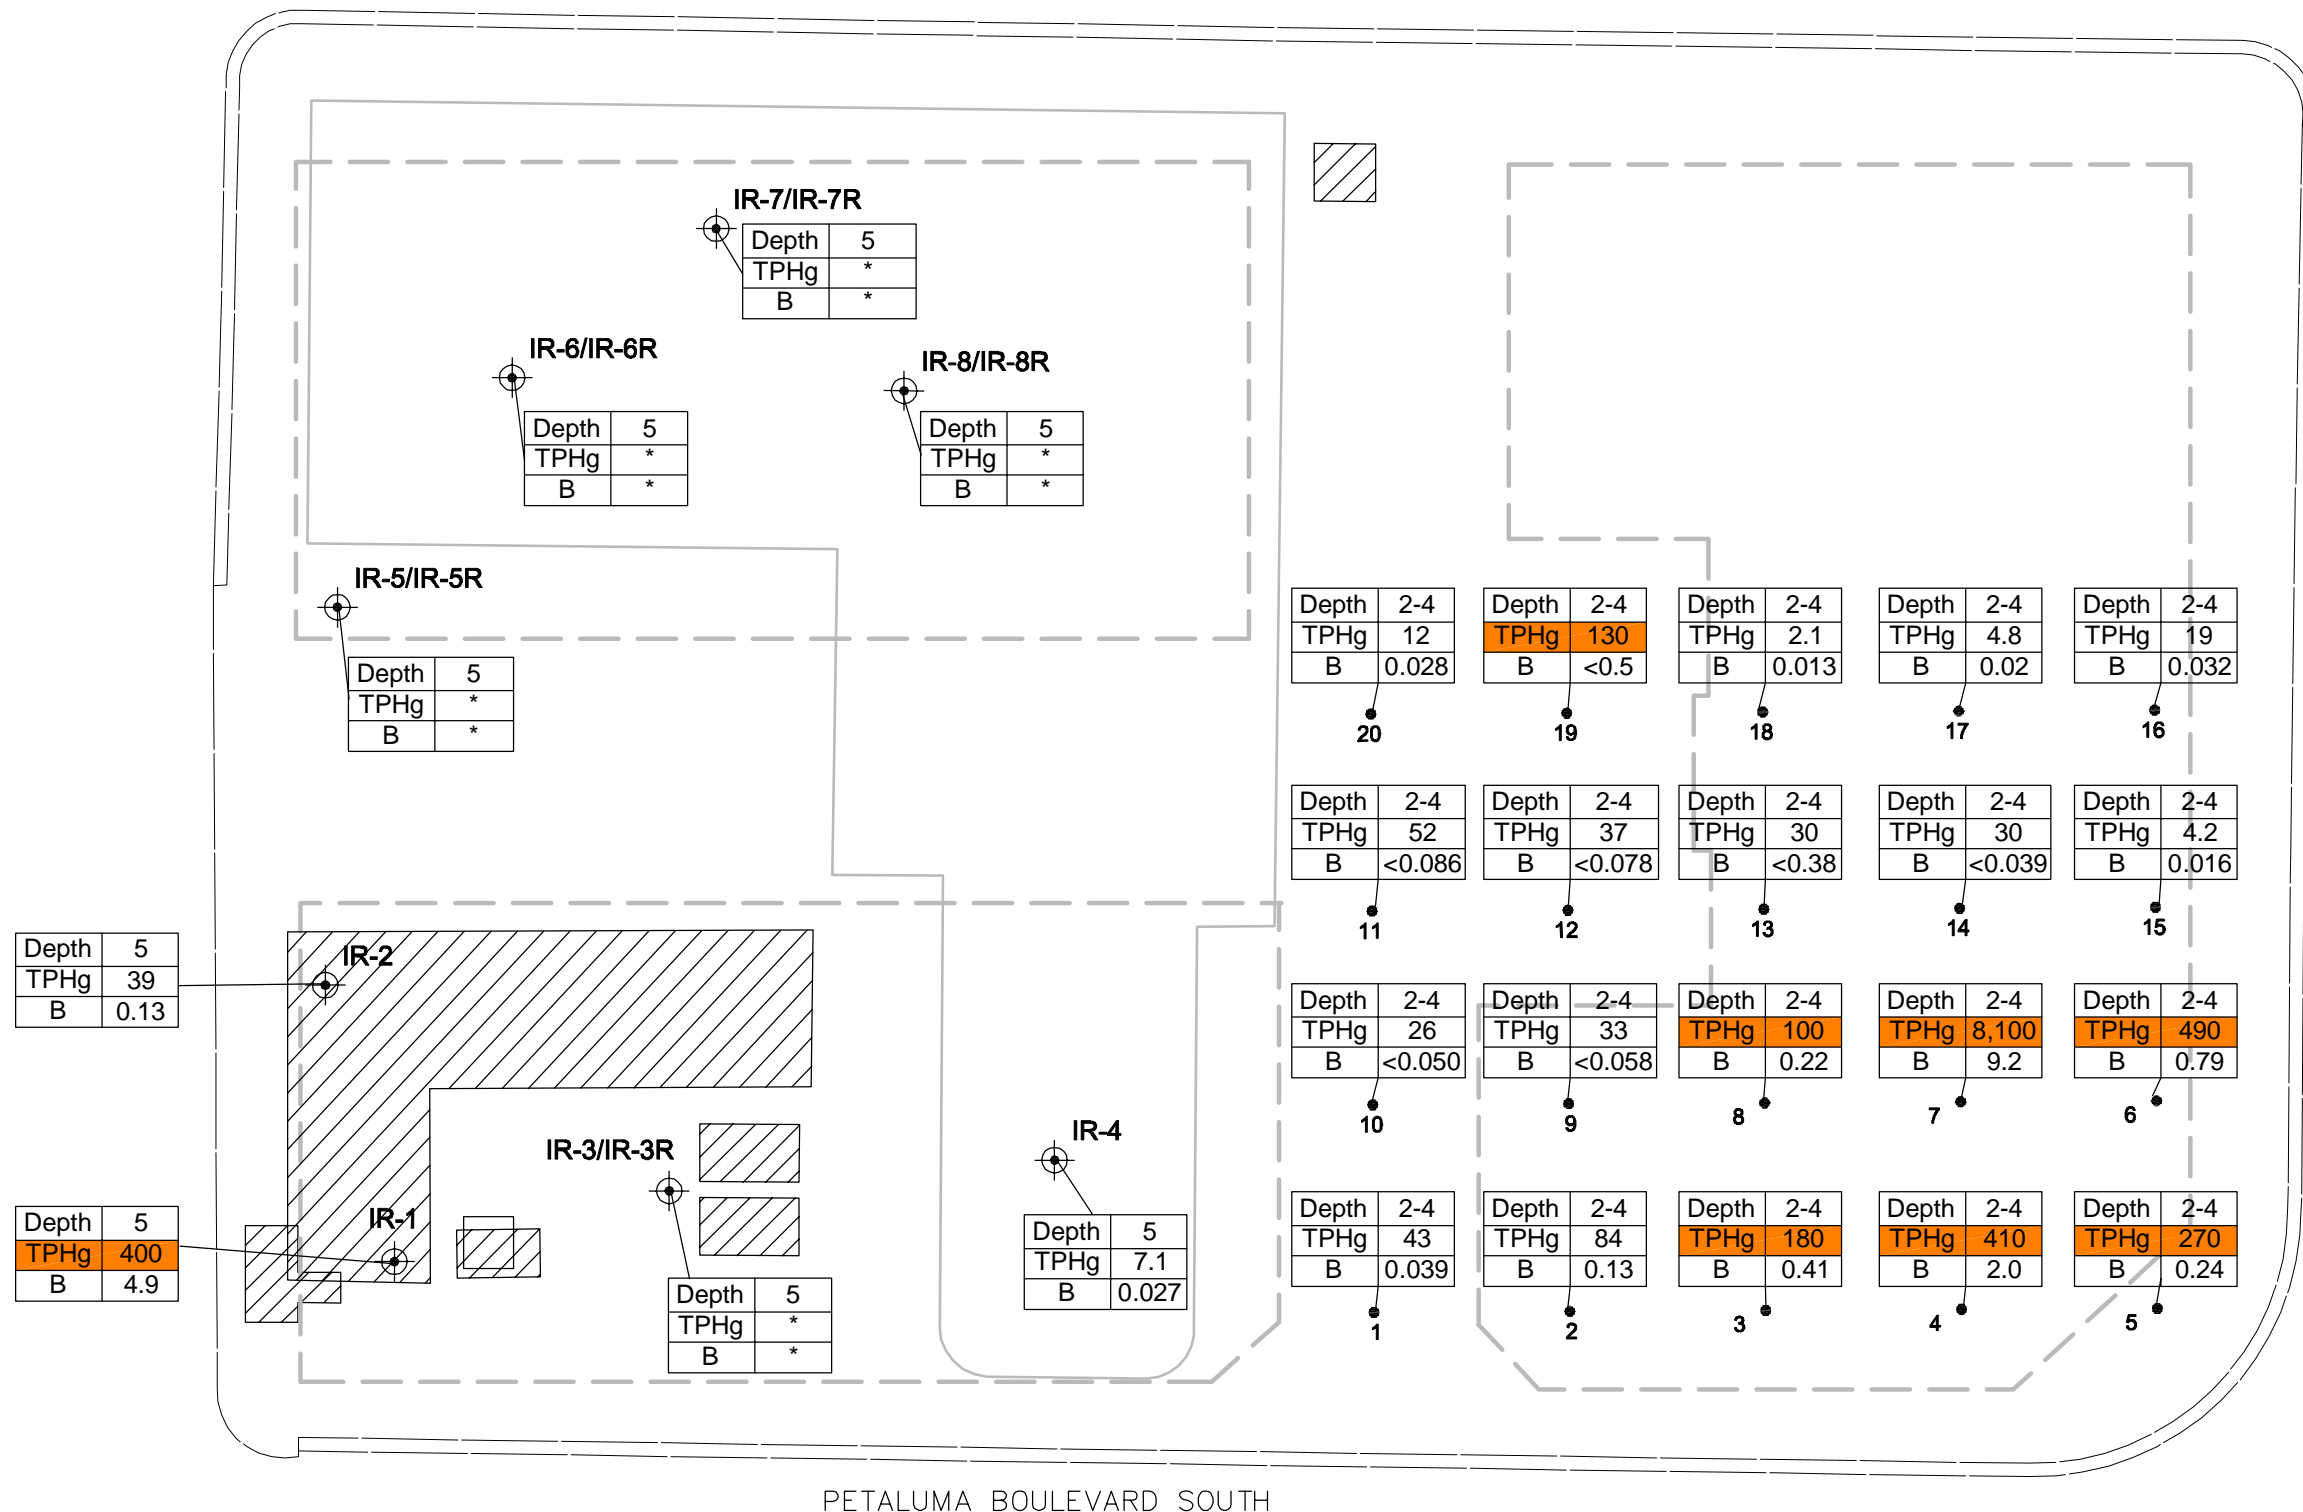 IR-7/IR-7R
Depth 5
TPHg *
B *
IR-6/IR-6R
Depth 5
TPHg *
B *
IR-8/IR-8R
Depth 5
TPHg *
B *
IR-5/IR-5R
Depth 5
TPHg *
B *
Depth 2-4
TPHg 12
B 0.028
20
Depth 2-4
TPHg 130
B <0.5
19
Depth 2-4
TPHg 2.1
B 0.013
18
Depth 2-4
TPHg 4.8
B 0.02
17
Depth 2-4
TPHg 19
B 0.032
16
Depth 2-4
TPHg 52
B <0.086
11
Depth 2-4
TPHg 37
B <0.078
12
Depth 2-4
TPHg 30
B <0.38
13
Depth 2-4
TPHg 30
B <0.039
14
Depth 2-4
TPHg 4.2
B 0.016
15
IR-2
Depth 5
TPHg 39
B 0.13
Depth 2-4
TPHg 26
B <0.050
10
Depth 2-4
TPHg 33
B <0.058
9
Depth 2-4
TPHg 100
B 0.22
8
Depth 2-4
TPHg 8,100
B 9.2
7
Depth 2-4
TPHg 490
B 0.79
6
IR-1
Depth 5
TPHg 400
B 4.9
IR-3/IR-3R
Depth 5
TPHg *
B *
IR-4
Depth 5
TPHg 7.1
B 0.027
Depth 2-4
TPHg 43
B 0.039
1
Depth 2-4
TPHg 84
B 0.13
2
Depth 2-4
TPHg 180
B 0.41
3
Depth 2-4
TPHg 410
B 2.0
4
Depth 2-4
TPHg 270
B 0.24
5
PETALUMA BOULEVARD SOUTH